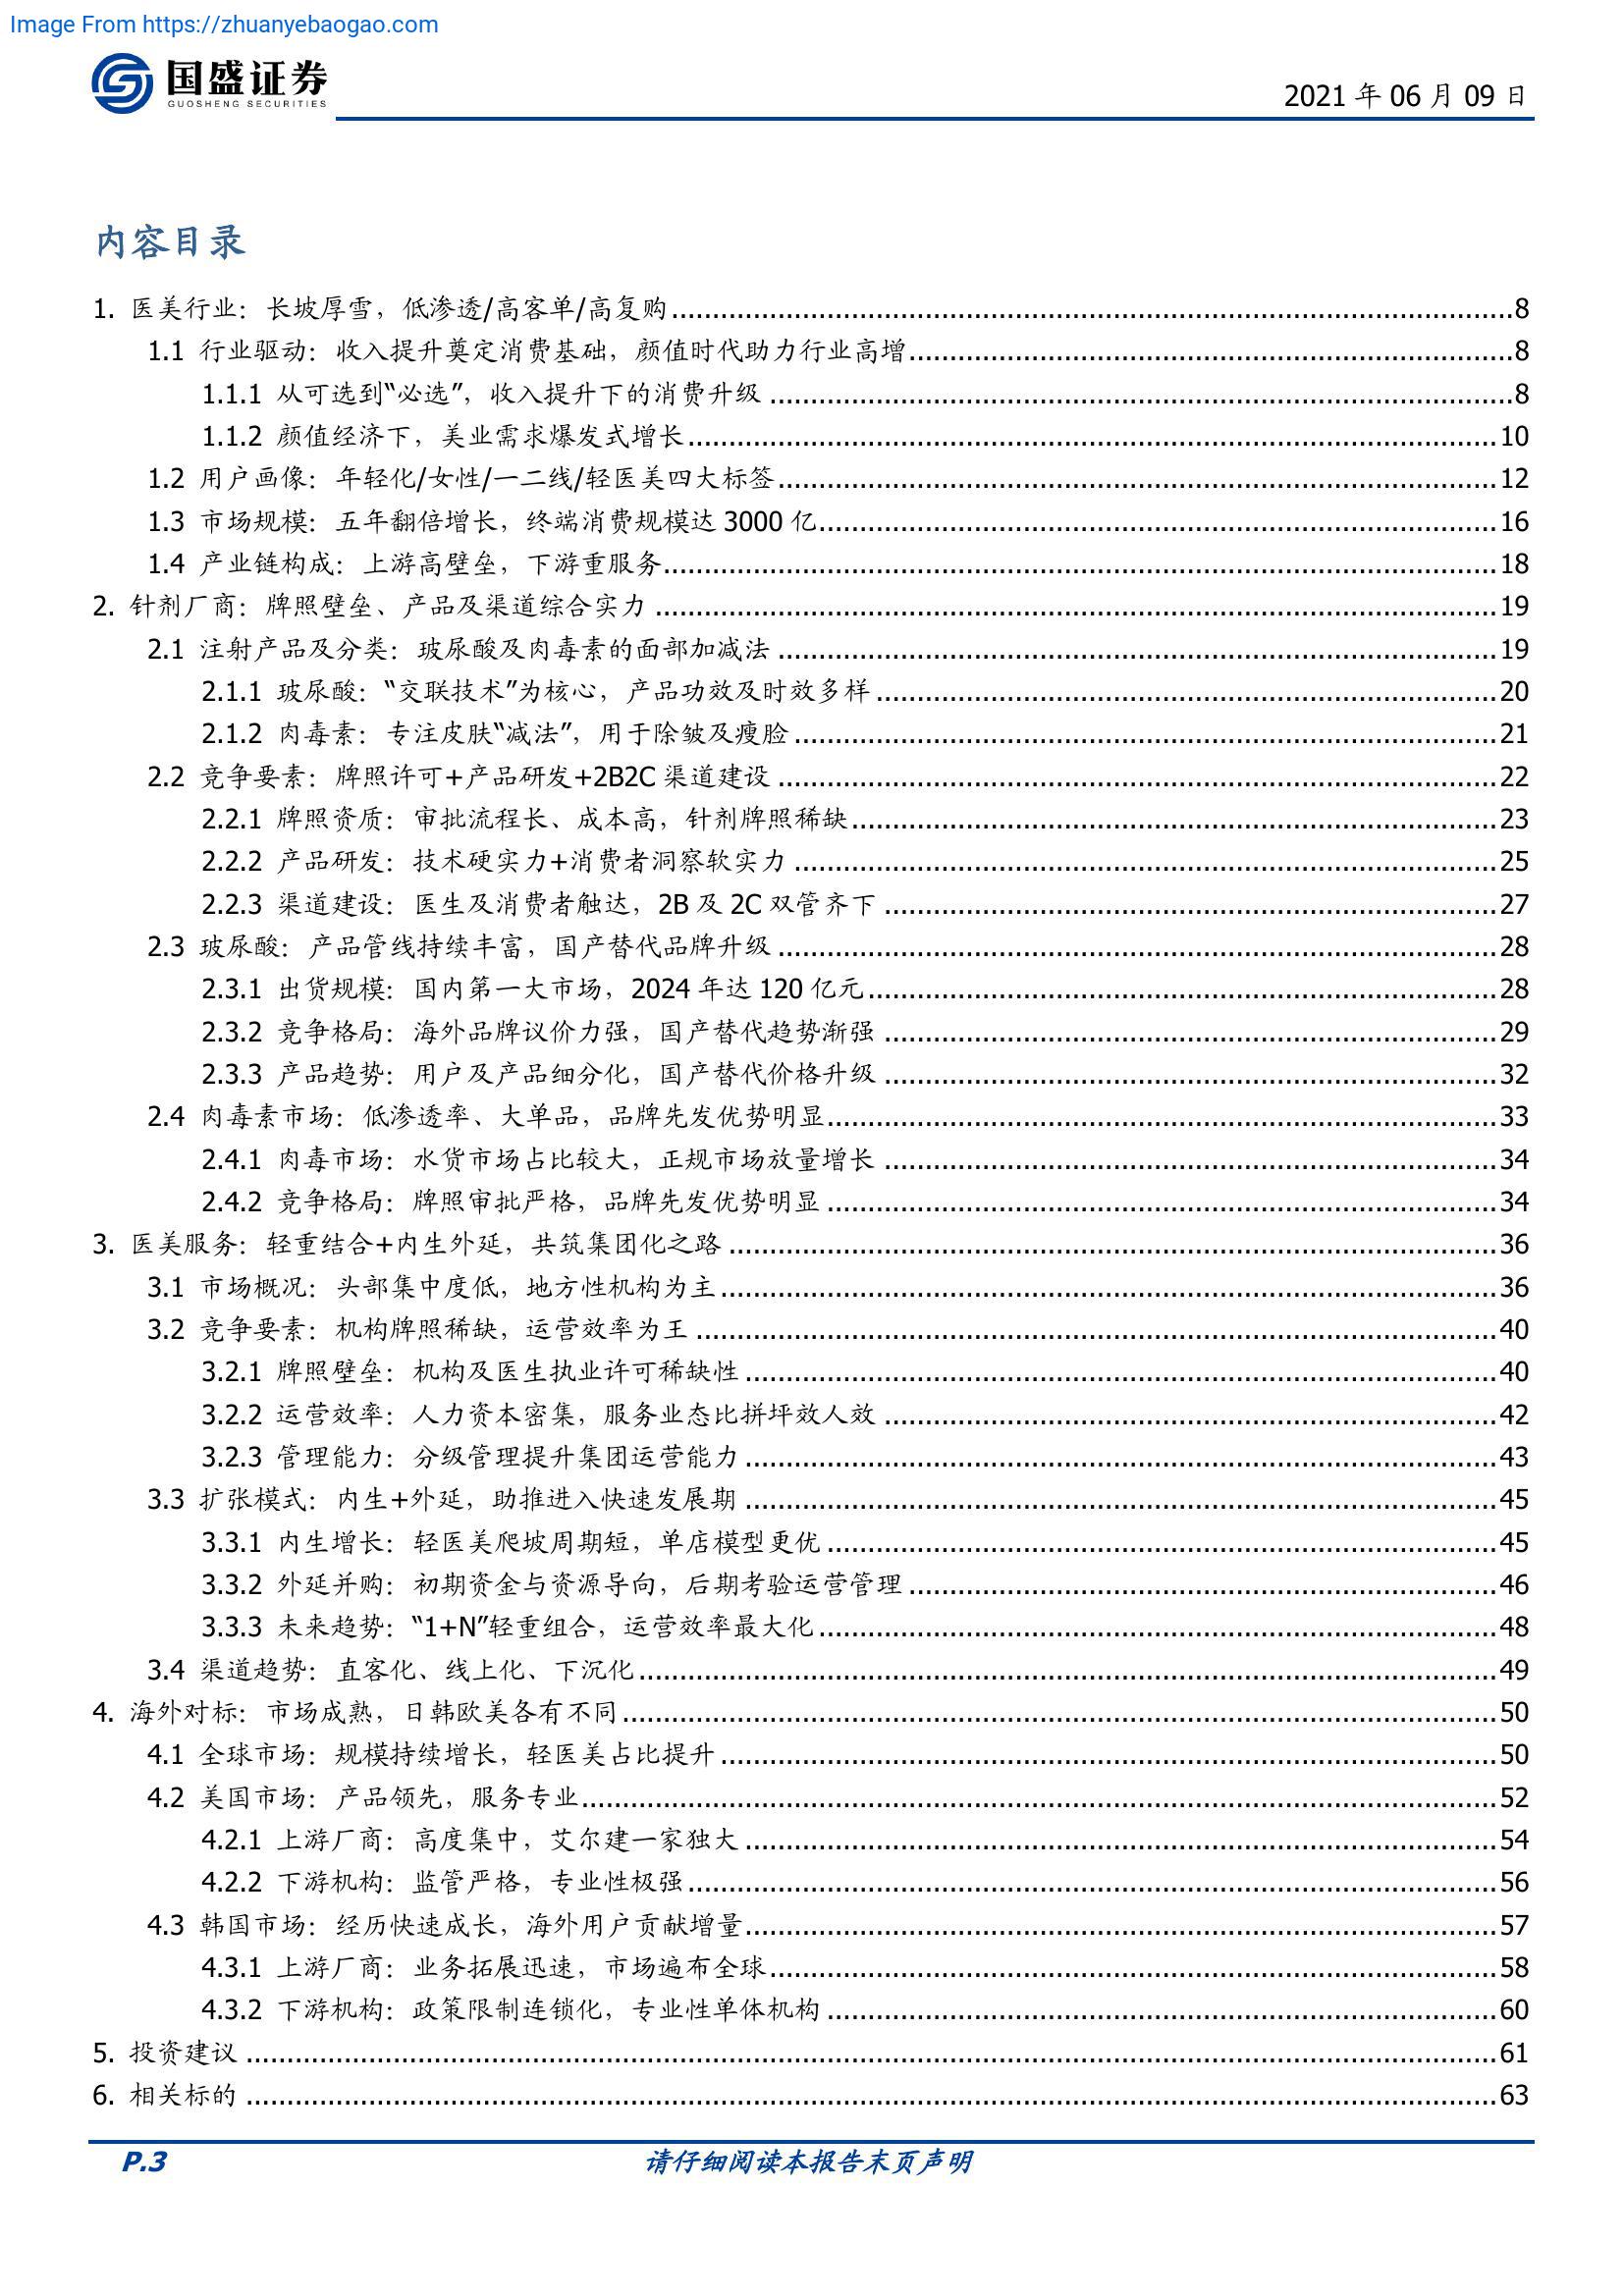 Image From https://zhuanyebaogao.com
国盛证券
GUOSHENG SECURITIES
2021 年 06 月 09 日
内容目录
1. 医美行业：长坡厚雪，低渗透/高客单/高复购........8
1.1 行业驱动：收入提升奠定消费基础，颜值时代助力行业高增........8
1.1.1 从可选到“必选”，收入提升下的消费升级........8
1.1.2 颜值经济下，美业需求爆发式增长........10
1.2 用户画像：年轻化/女性/一二线/轻医美四大标签........12
1.3 市场规模：五年翻倍增长，终端消费规模达 3000 亿........16
1.4 产业链构成：上游高壁垒，下游重服务........18
2. 针剂厂商：牌照壁垒、产品及渠道综合实力........19
2.1 注射产品及分类：玻尿酸及肉毒素的面部加减法........19
2.1.1 玻尿酸：“交联技术”为核心，产品功效及时效多样........20
2.1.2 肉毒素：专注皮肤“减法”，用于除皱及瘦脸........21
2.2 竞争要素：牌照许可+产品研发+2B2C 渠道建设........22
2.2.1 牌照资质：审批流程长、成本高，针剂牌照稀缺........23
2.2.2 产品研发：技术硬实力+消费者洞察软实力........25
2.2.3 渠道建设：医生及消费者触达，2B 及 2C 双管齐下........27
2.3 玻尿酸：产品管线持续丰富，国产替代品牌升级........28
2.3.1 出货规模：国内第一大市场，2024 年达 120 亿元........28
2.3.2 竞争格局：海外品牌议价力强，国产替代趋势渐强........29
2.3.3 产品趋势：用户及产品细分化，国产替代价格升级........32
2.4 肉毒素市场：低渗透率、大单品，品牌先发优势明显........33
2.4.1 肉毒市场：水货市场占比较大，正规市场放量增长........34
2.4.2 竞争格局：牌照审批严格，品牌先发优势明显........34
3. 医美服务：轻重结合+内生外延，共筑集团化之路........36
3.1 市场概况：头部集中度低，地方性机构为主........36
3.2 竞争要素：机构牌照稀缺，运营效率为王........40
3.2.1 牌照壁垒：机构及医生执业许可稀缺性........40
3.2.2 运营效率：人力资本密集，服务业态比拼坪效人效........42
3.2.3 管理能力：分级管理提升集团运营能力........43
3.3 扩张模式：内生+外延，助推进入快速发展期........45
3.3.1 内生增长：轻医美爬坡周期短，单店模型更优........45
3.3.2 外延并购：初期资金与资源导向，后期考验运营管理........46
3.3.3 未来趋势：“1+N”轻重组合，运营效率最大化........48
3.4 渠道趋势：直客化、线上化、下沉化........49
4. 海外对标：市场成熟，日韩欧美各有不同........50
4.1 全球市场：规模持续增长，轻医美占比提升........50
4.2 美国市场：产品领先，服务专业........52
4.2.1 上游厂商：高度集中，艾尔建一家独大........54
4.2.2 下游机构：监管严格，专业性极强........56
4.3 韩国市场：经历快速成长，海外用户贡献增量........57
4.3.1 上游厂商：业务拓展迅速，市场遍布全球........58
4.3.2 下游机构：政策限制连锁化，专业性单体机构........60
5. 投资建议........61
6. 相关标的........63
P.3
请仔细阅读本报告末页声明